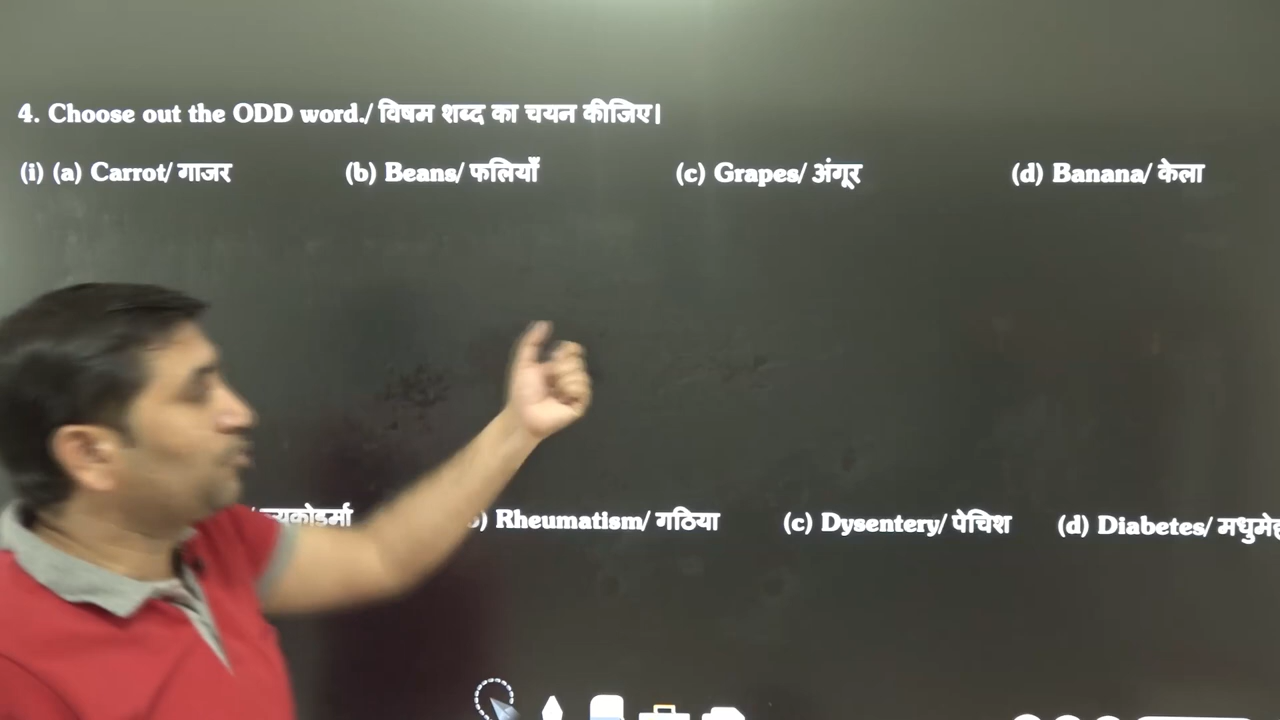 4. Choose out the ODD word./ विषम शब्द का चयन कीजिए।
(i) (a) Carrot/ गाजर (b) Beans/ फलियाँ (c) Grapes/ अंगूर (d) Banana/ केला
Rheumatism/ गठिया (c) Dysentery/ पेचिश (d) Diabetes/